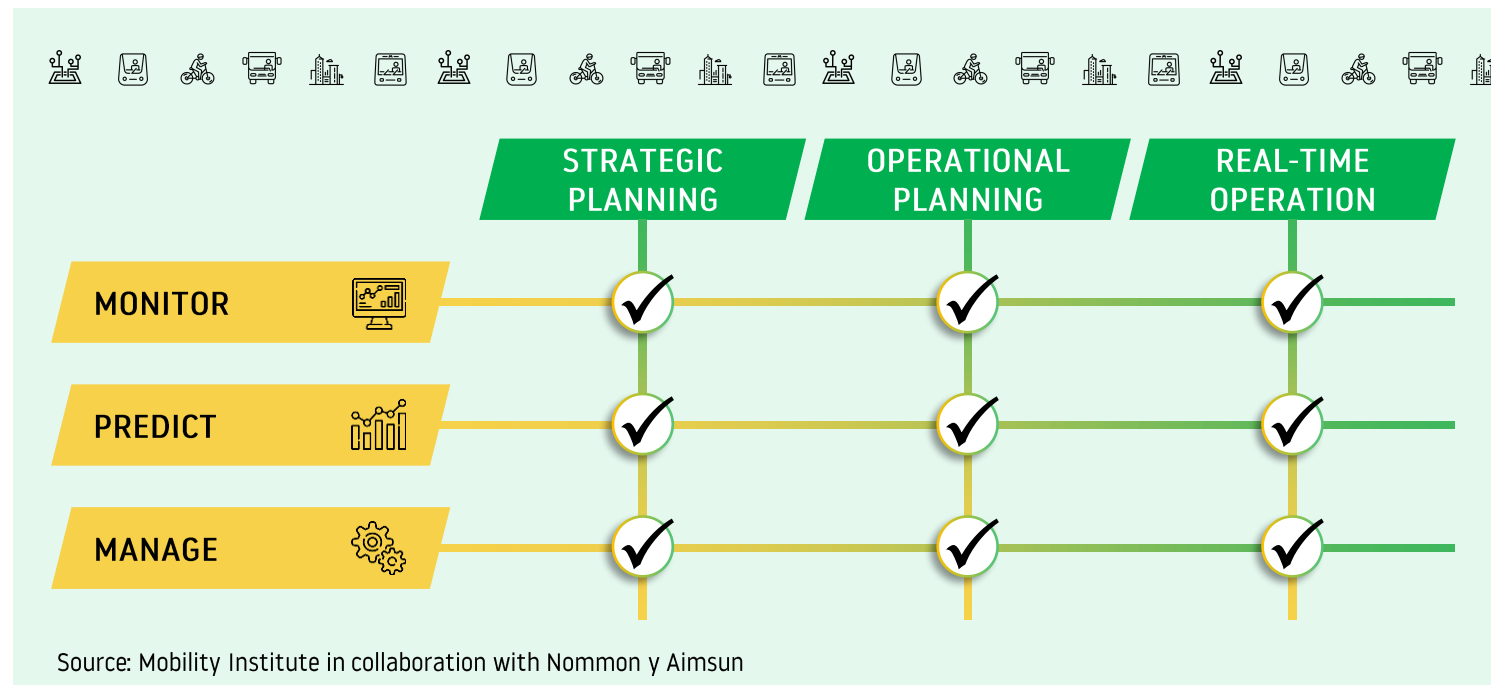 STRATEGIC
PLANNING
OPERATIONAL
PLANNING
REAL-TIME
OPERATION
MONITOR
PREDICT
MANAGE
Source: Mobility Institute in collaboration with Nommon y Aimsun